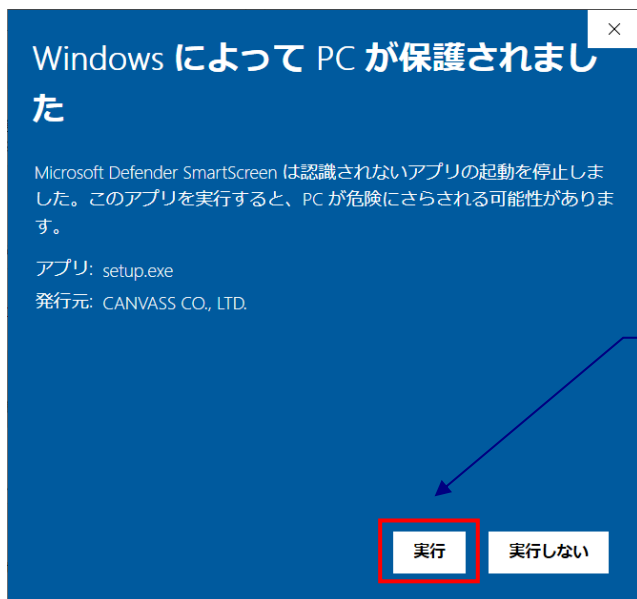 Windows によって PC が保護されまし
た
Microsoft Defender SmartScreen は認識されないアプリの起動を停止しま
した。このアプリを実行すると、PC が危険にさらされる可能性がありま
す。
アプリ: setup.exe
発行元: CANVASS CO., LTD.
実行 実行しない